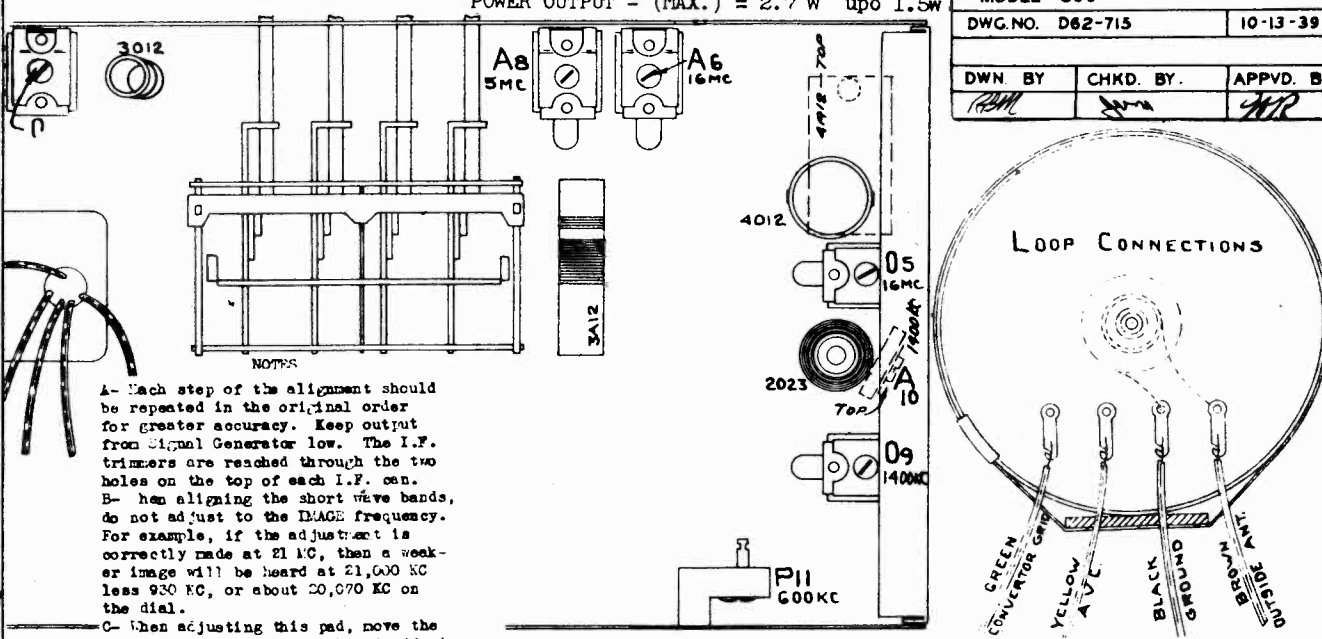 POWER OUTPUT - (MAX.) = 2.7 W upo 1.5W
DWG.NO. D62-715
10-13-39
DWN. BY
CHKD. BY.
APPVD. B
3012
A8
5MC
A6
16MC
4A12 TOP
4012
O5
16MC
1400KC
2023
A
10
TOP
O9
1400KC
3A12
P11
600KC
LOOP CONNECTIONS
GREEN
CONVERTOR GRID
YELLOW
AVC
BLACK
GROUND
BROWN
OUTSIDE ANT.
NOTES
A- Each step of the alignment should
be repeated in the original order
for greater accuracy. Keep output
from Signal Generator low. The I.F.
trimmers are reached through the two
holes on the top of each I.F. can.
B- hen aligning the short wave bands,
do not adjust to the IMAGE frequency.
For example, if the adjustment is
correctly made at 21 MC, then a weak-
er image will be heard at 21,000 KC
less 930 KC, or about 20,070 KC on
the dial.
C- When adjusting this pad, move the